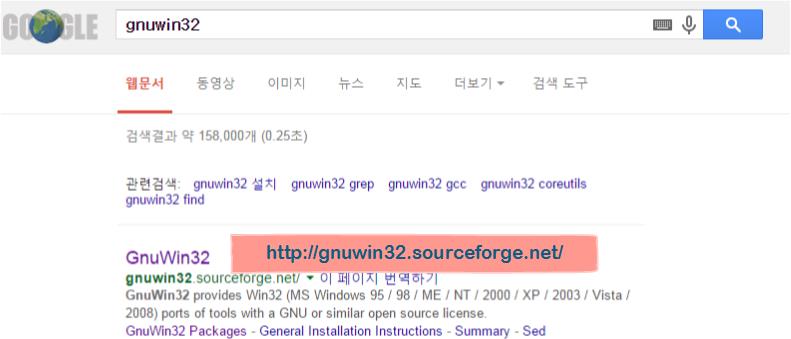 GOOGLE
gnuwin32
웹문서 동영상 이미지 뉴스 지도 더보기 검색 도구
검색결과 약 158,000개 (0.25초)
관련검색: gnuwin32 설치 gnuwin32 grep gnuwin32 gcc gnuwin32 coreutils
gnuwin32 find
GnuWin32 http://gnuwin32.sourceforge.net/
gnuwin32.sourceforge.net/ 이 페이지 번역하기
GnuWin32 provides Win32 (MS Windows 95 / 98 / ME / NT / 2000 / XP / 2003 / Vista /
2008) ports of tools with a GNU or similar open source license.
GnuWin32 Packages - General Installation Instructions - Summary - Sed